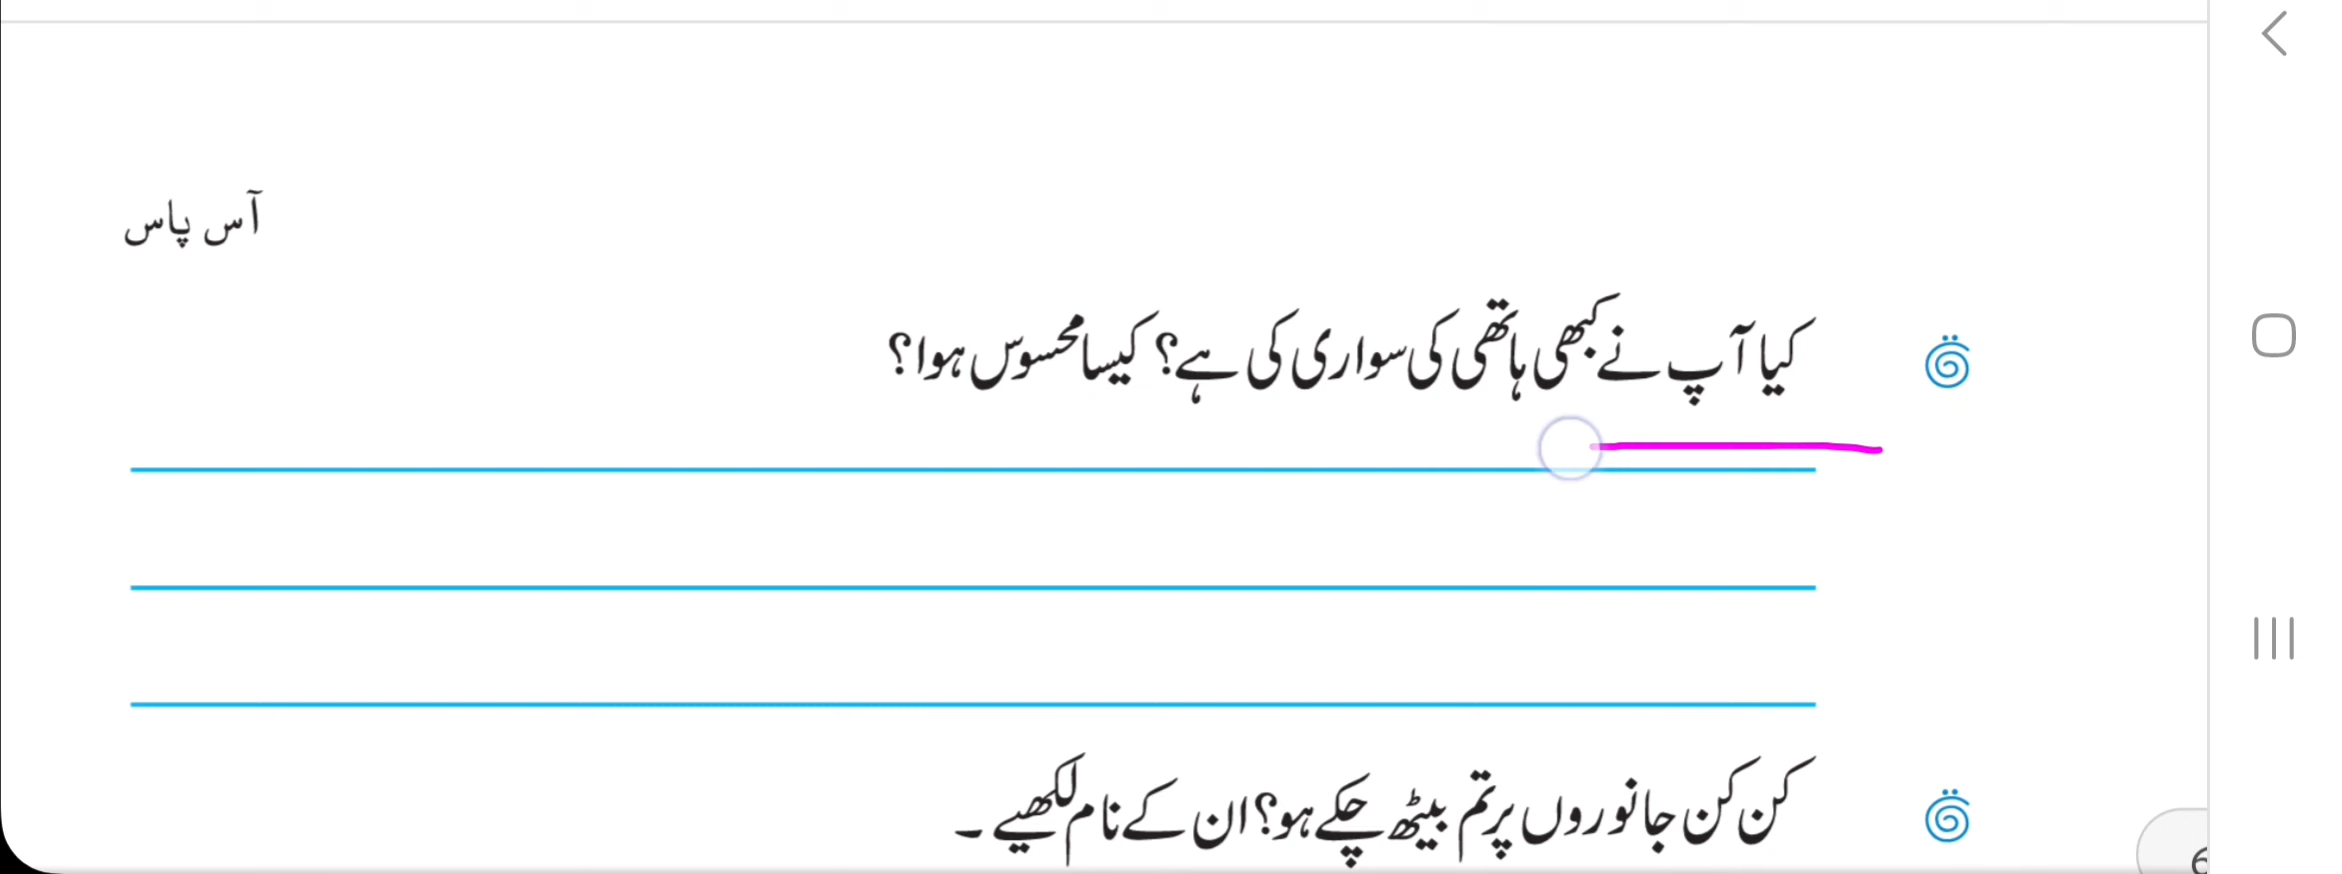 آس پاس
کیا آپ نے کبھی ہاتھی کی سواری کی ہے؟ کیسا محسوس ہوا؟
کن کن جانوروں پر تم بیٹھ چکے ہو؟ ان کے نام لکھیے ۔